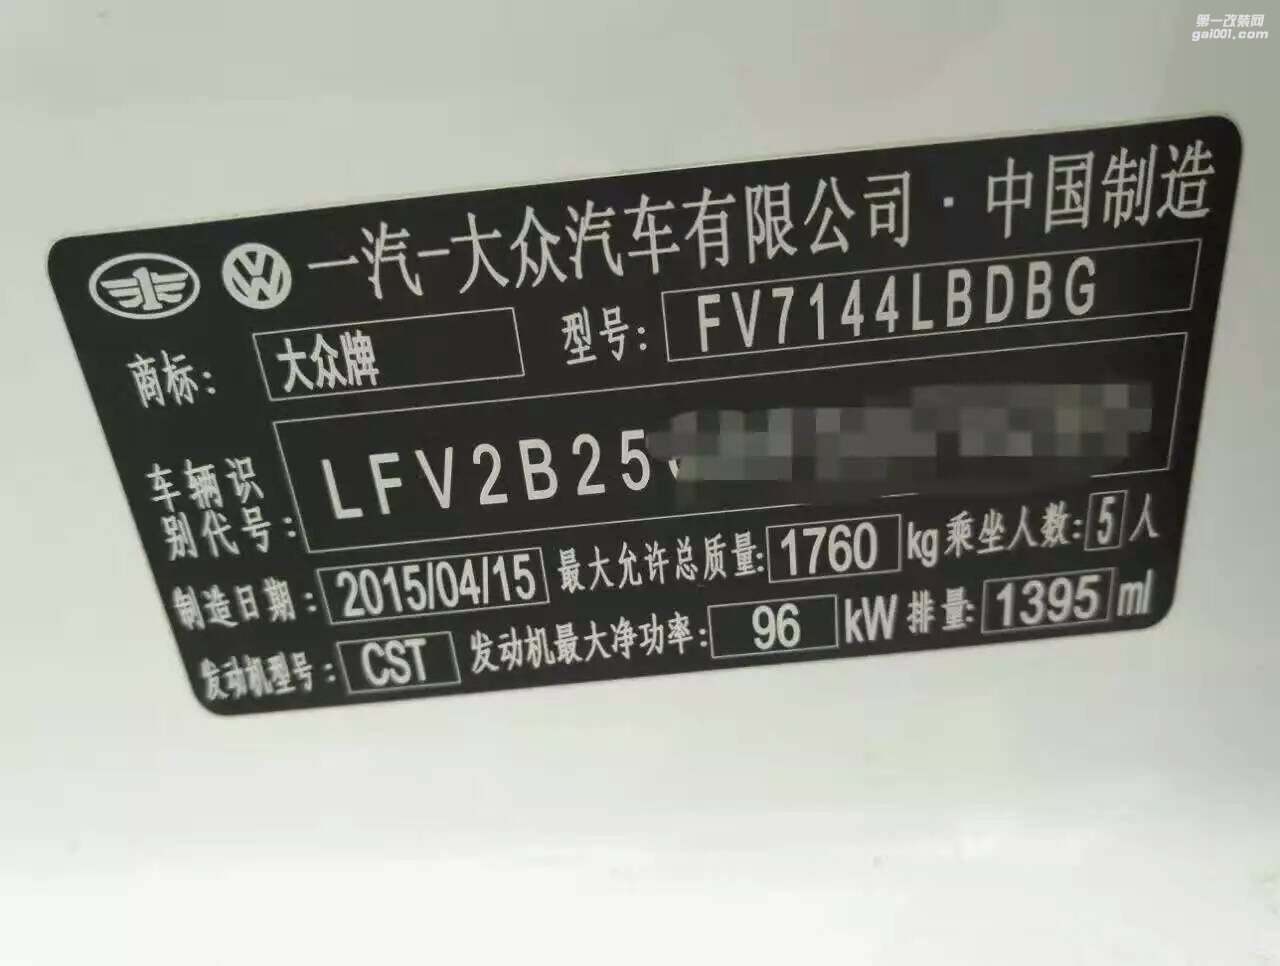 第一改装网
gai001.com
一汽-大众汽车有限公司·中国制造
商标: 大众牌 型号: FV7144LBDBG
车辆识
别代号: LFV2B25
制造日期: 2015/04/15 最大允许总质量: 1760 kg 乘坐人数: 5 人
发动机型号: CST 发动机最大净功率: 96 kW 排量: 1395 ml